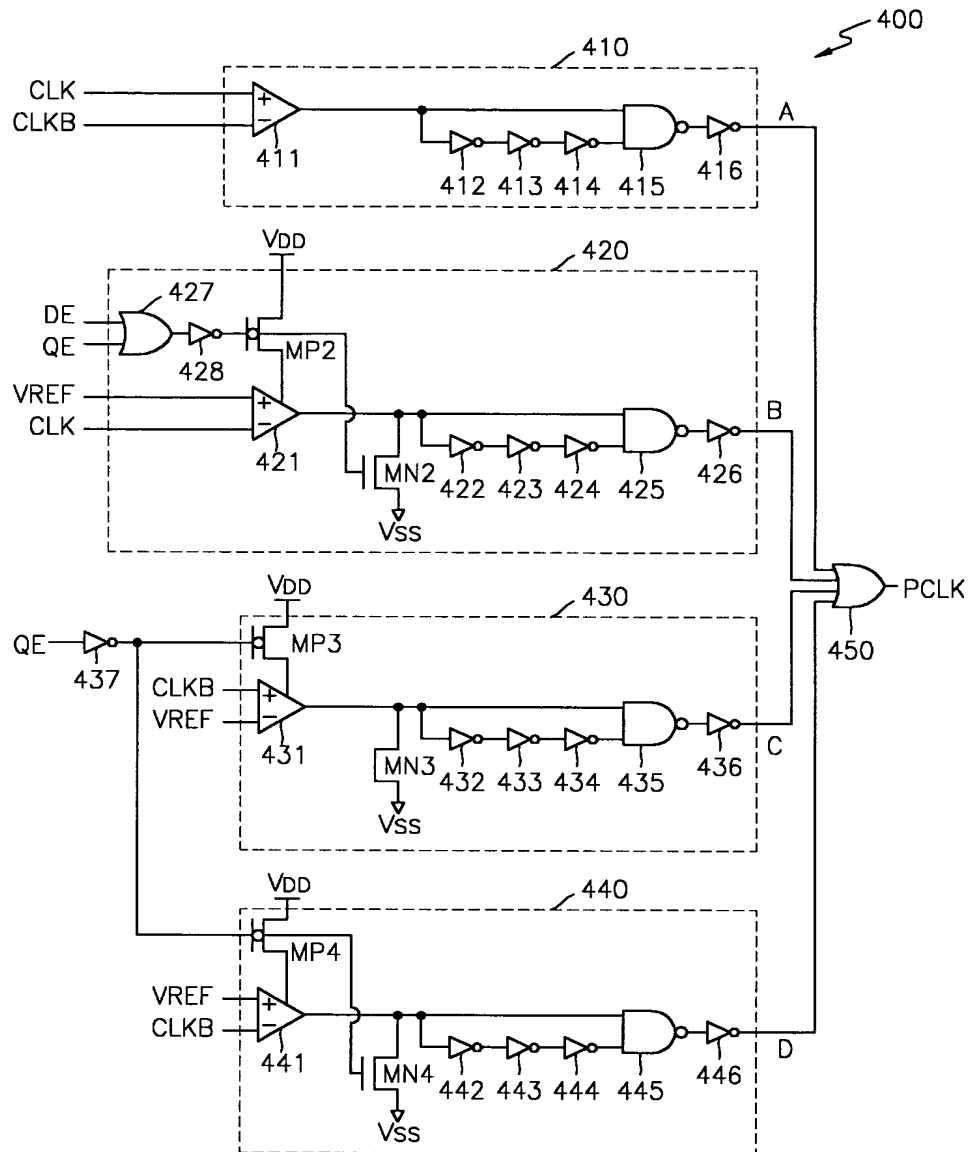 400
410
CLK
CLKB
+
−
411
412
413
414
415
416
A
VDD
420
427
DE
QE
428
MP2
VREF
CLK
+
−
421
MN2
VSS
422
423
424
425
426
B
VDD
430
QE
437
MP3
CLKB
VREF
+
−
431
MN3
VSS
432
433
434
435
436
C
450
PCLK
VDD
440
MP4
VREF
CLKB
+
−
441
MN4
VSS
442
443
444
445
446
D